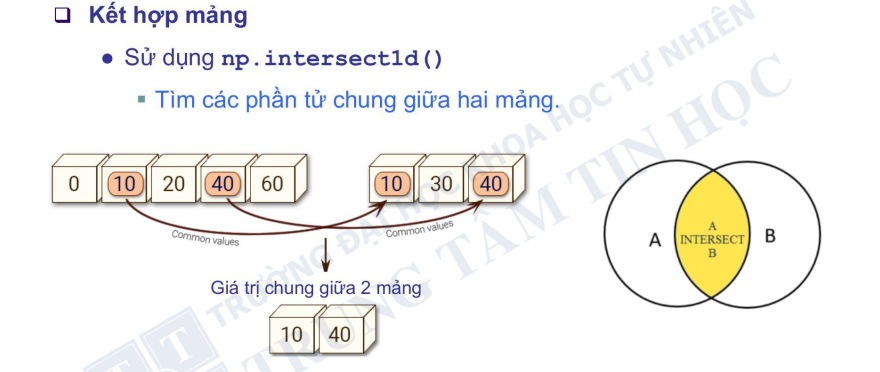 Kết hợp mảng
Sử dụng np.intersect1d()
Tìm các phần tử chung giữa hai mảng.
0 10 20 40 60
10 30 40
Common values
Common values
Giá trị chung giữa 2 mảng
10 40
A
A
INTERSECT
B
B
TRƯỜNG ĐẠI HỌC KHOA HỌC TỰ NHIÊN
TRUNG TÂM TIN HỌC